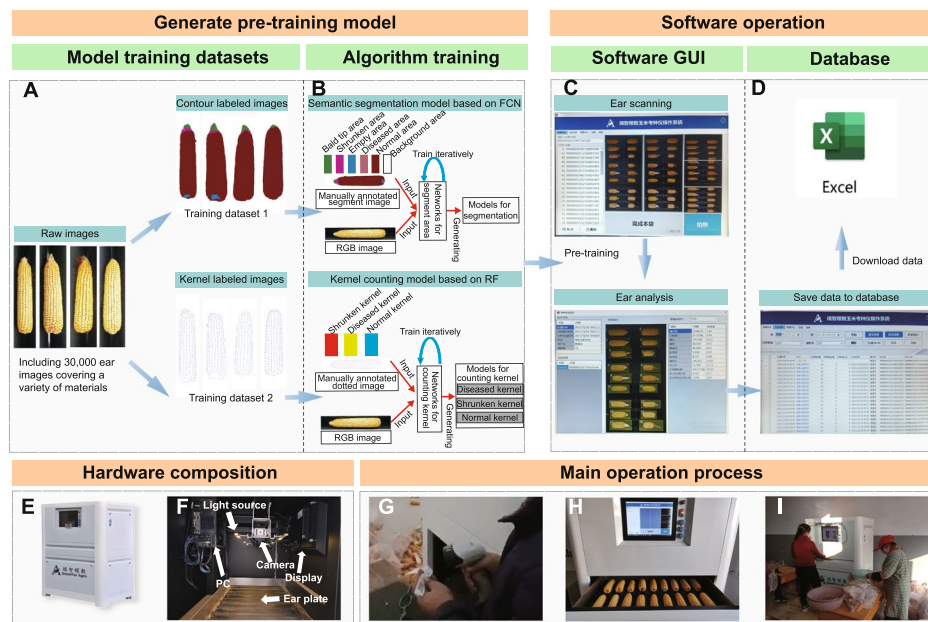 Generate pre-training model
Software operation
Model training datasets
Algorithm training
Software GUI
Database
A
B
C
D
Contour labeled images
Semantic segmentation model based on FCN
Ear scanning
Bald tip area
Shrunken area
Empty area
Diseased area
Normal area
Background area
Train iteratively
Manually annotated
segment image
Input
Networks for
segment area
Generating
Models for
segmentation
Input
RGB image
Training dataset 1
Raw images
Including 30,000 ear
images covering a
variety of materials
Kernel labeled images
Training dataset 2
Kernel counting model based on RF
Shrunken kernel
Diseased kernel
Normal kernel
Train iteratively
Manually annotated
dotted image
Input
Networks for
counting kernel
Generating
Models for
counting kernel
Diseased kernel
Shrunken kernel
Normal kernel
Input
RGB image
Pre-training
完成本袋
拍照
Ear analysis
X
Excel
Download data
Save data to database
Hardware composition
Main operation process
E
F
G
H
I
Light source
Camera
PC
Display
Ear plate